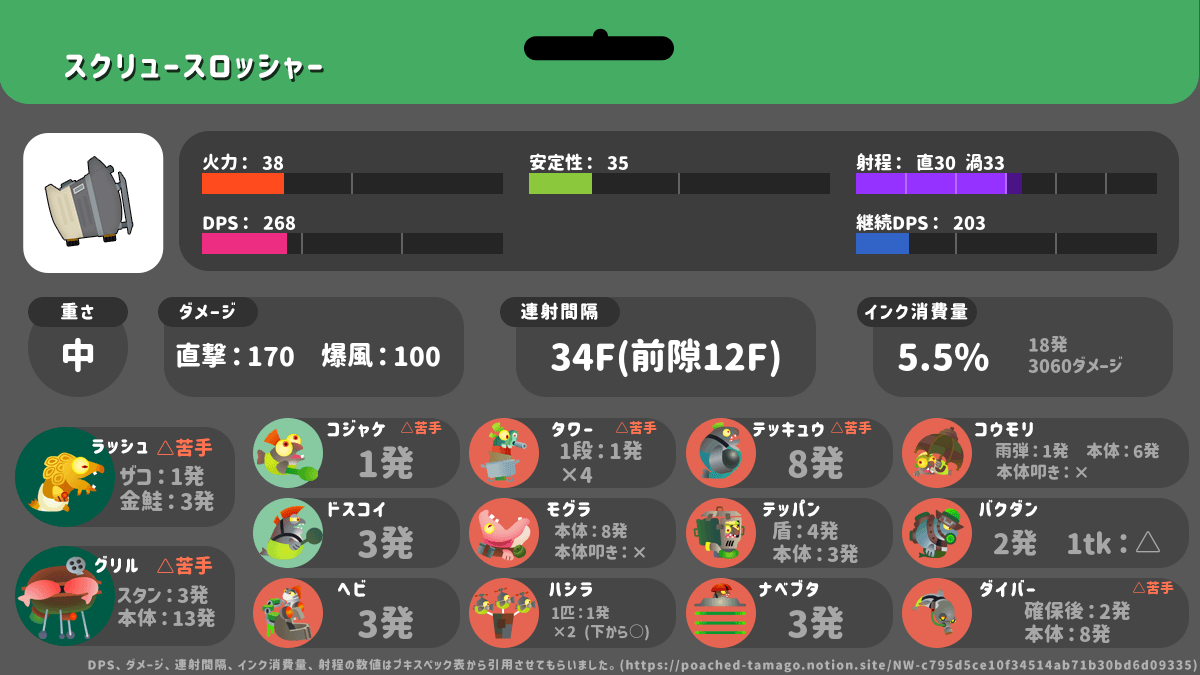 スクリュースロッシャー
火力： 38
安定性： 35
射程： 直30 渦33
DPS： 268
継続DPS： 203
重さ
中
ダメージ
直撃：170 爆風：100
連射間隔
34F(前隙12F)
インク消費量
5.5%
18発
3060ダメージ
ラッシュ △苦手
ザコ：1発
金鮭：3発
グリル △苦手
スタン：3発
本体：13発
コジャケ △苦手
1発
ドスコイ
3発
ヘビ
3発
タワー △苦手
1段：1発
×4
モグラ
本体：8発
本体叩き：×
ハシラ
1匹：1発
×2 (下から○)
テッキュウ △苦手
8発
テッパン
盾：4発
本体：3発
ナベブタ
3発
コウモリ
雨弾：1発 本体：6発
本体叩き：×
バクダン
2発 1tk：△
ダイバー △苦手
確保後：2発
本体：8発
DPS、ダメージ、連射間隔、インク消費量、射程の数値はブキスペック表から引用させてもらいました。(https://poached-tamago.notion.site/NW-c795d5ce10f34514ab71b30bd6d09335)